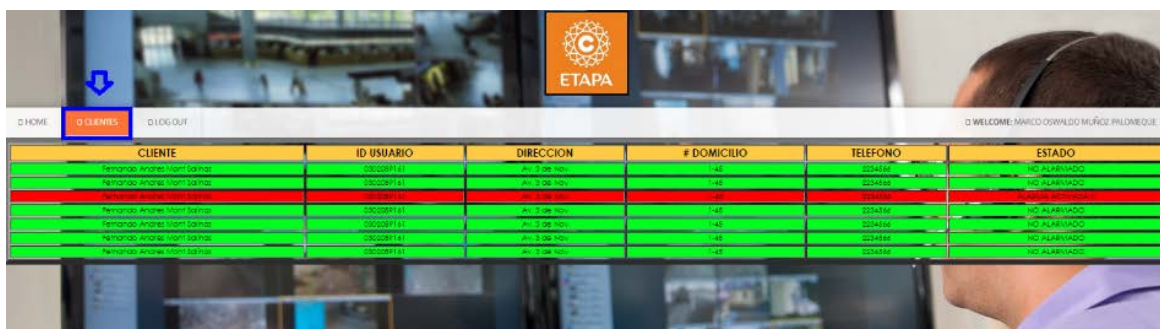 C
ETAPA
HOME CLIENTES LOG OUT WELCOME: MARCO OSWALDO MUÑOZ PALOMEQUE
CLIENTE ID USUARIO DIRECCION # DOMICILIO TELEFONO ESTADO
Fernando Andres Mont Salinas 0302089161 Av. 3 de Nov. 1-45 2234566 NO ALARMADO
Fernando Andres Mont Salinas 0302089161 Av. 3 de Nov. 1-45 2234566 NO ALARMADO
Fernando Andres Mont Salinas 0302089161 Av. 3 de Nov. 1-45 2234566
Fernando Andres Mont Salinas 0302089161 Av. 3 de Nov. 1-45 2234566 NO ALARMADO
Fernando Andres Mont Salinas 0302089161 Av. 3 de Nov. 1-45 2234566 NO ALARMADO
Fernando Andres Mont Salinas 0302089161 Av. 3 de Nov. 1-45 2234566 NO ALARMADO
Fernando Andres Mont Salinas 0302089161 Av. 3 de Nov. 1-45 2234566 NO ALARMADO